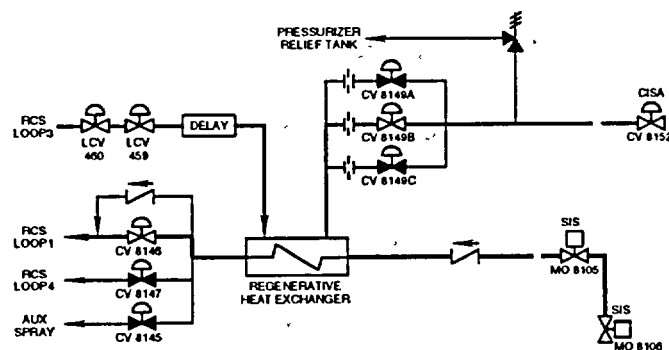 PRESSURIZER
RELIEF TANK
CV 8149A
CISA
RCS
LOOP3
LCV
460
LCV
459
DELAY
CV 8149B
CV 8152
CV 8149C
RCS
LOOP1
CV 8146
SIS
MO 8105
RCS
LOOP4
CV 8147
REGENERATIVE
HEAT EXCHANGER
AUX
SPRAY
CV 8145
SIS
MO 8106